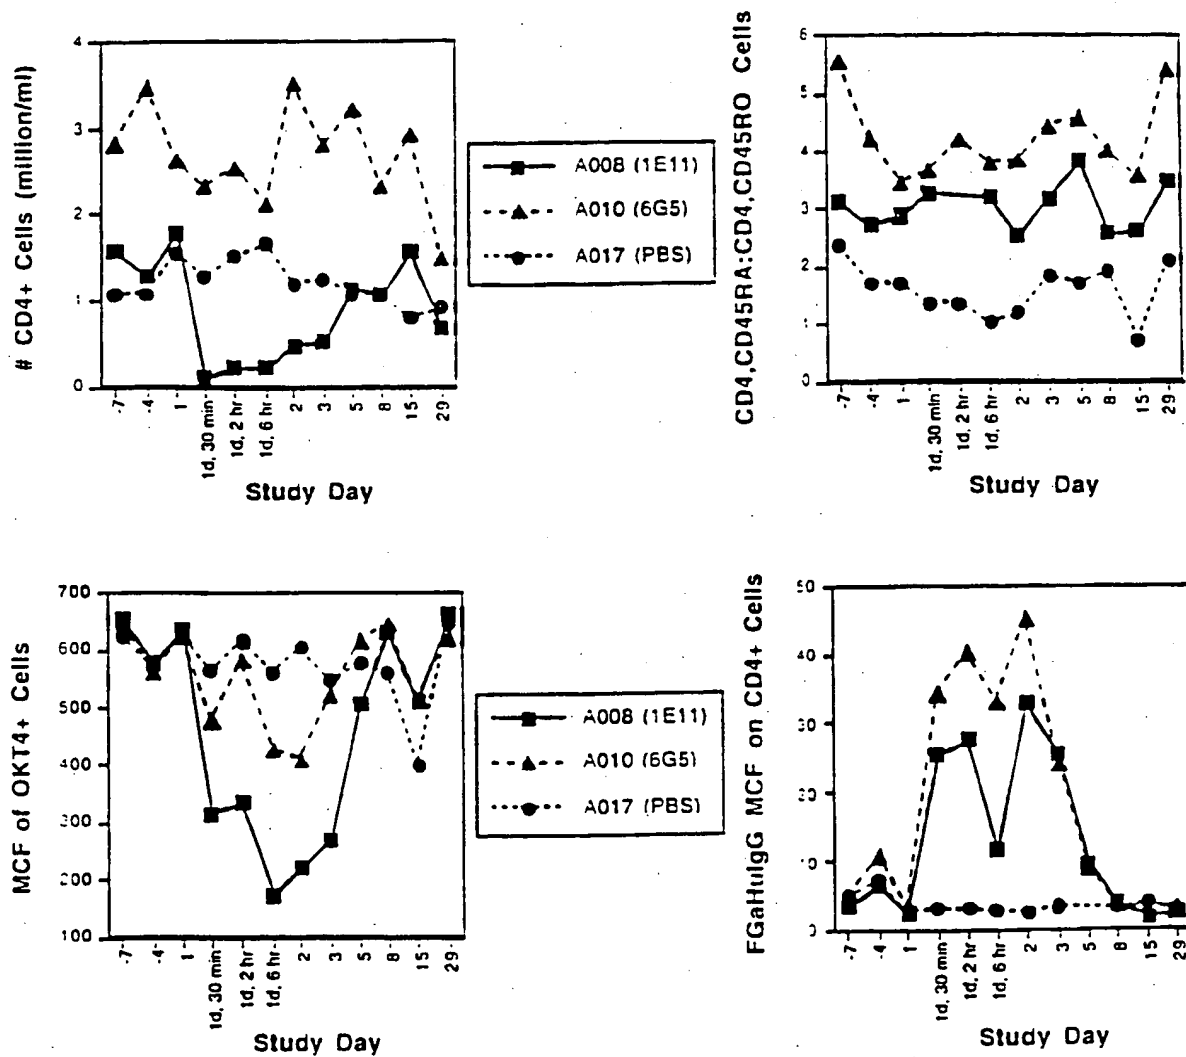 # CD4+ Cells (million/ml)
4
3
2
1
0
-7
-4
1
1d, 30 min
1d, 2 hr
1d, 6 hr
2
3
5
8
15
29
Study Day
A008 (1E11)
A010 (6G5)
A017 (PBS)
CD4,CD45RA:CD4,CD45RO Cells
6
4
3
2
-7
-4
1
1d, 30 min
1d, 2 hr
1d, 6 hr
2
3
5
8
15
29
Study Day
MCF of OKT4+ Cells
700
600
500
400
300
200
100
-7
-4
1
1d, 30 min
1d, 2 hr
1d, 6 hr
2
3
5
8
15
29
Study Day
A008 (1E11)
A010 (6G5)
A017 (PBS)
FGaHuIgG MCF on CD4+ Cells
50
40
30
20
10
-7
-4
1
1d, 30 min
1d, 2 hr
1d, 6 hr
2
3
5
8
15
29
Study Day